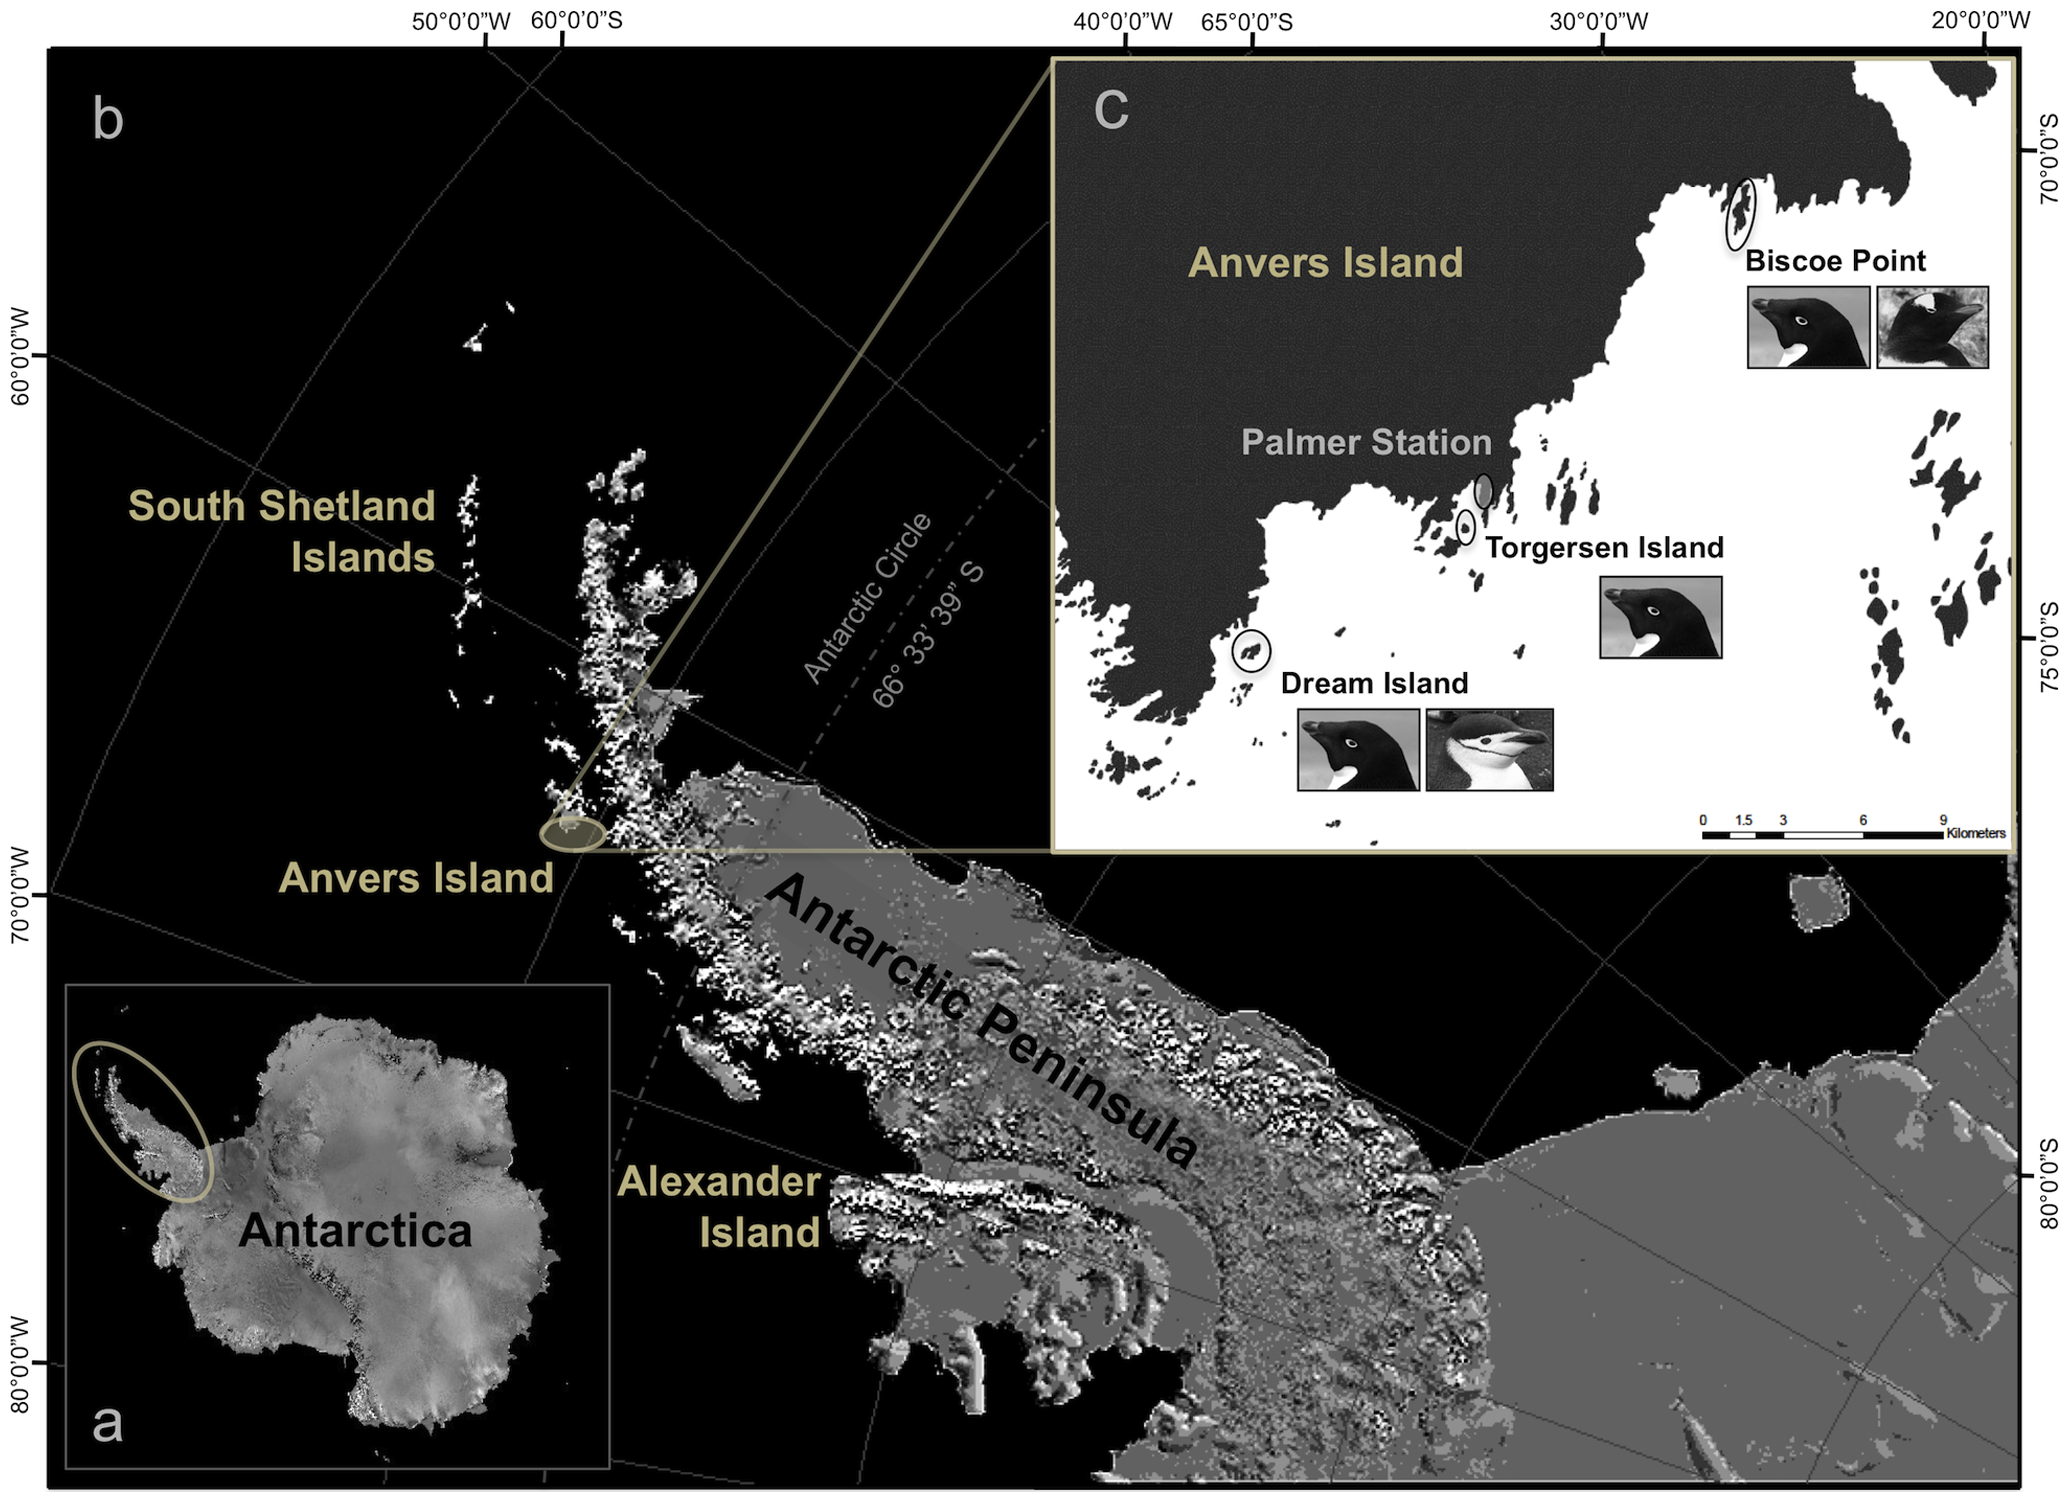 50°0'0"W 60°0'0"S 40°0'0"W 65°0'0"S 30°0'0"W 20°0'0"W
b
c
70°0'0"S
Anvers Island
Biscoe Point
60°0'0"W
Palmer Station
South Shetland
Islands
Antarctic Circle
66° 33' 39" S
Torgersen Island
75°0'0"S
Dream Island
0 1.5 3 6 9
Kilometers
Anvers Island
70°0'0"W
Antarctic Peninsula
Alexander
Island
80°0'0"S
Antarctica
80°0'0"W
a